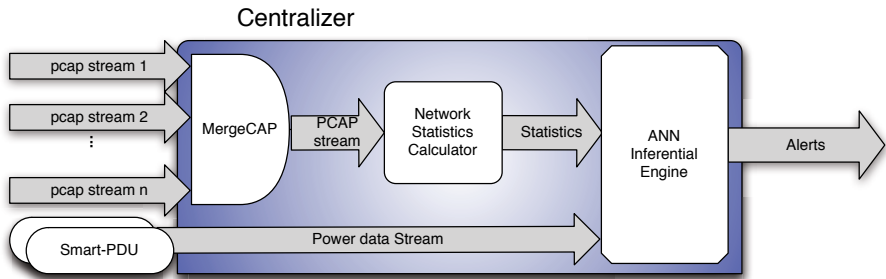 Centralizer
pcap stream 1
pcap stream 2
...
pcap stream n
MergeCAP
PCAP
stream
Network
Statistics
Calculator
Statistics
ANN
Inferential
Engine
Alerts
Smart-PDU
Power data Stream